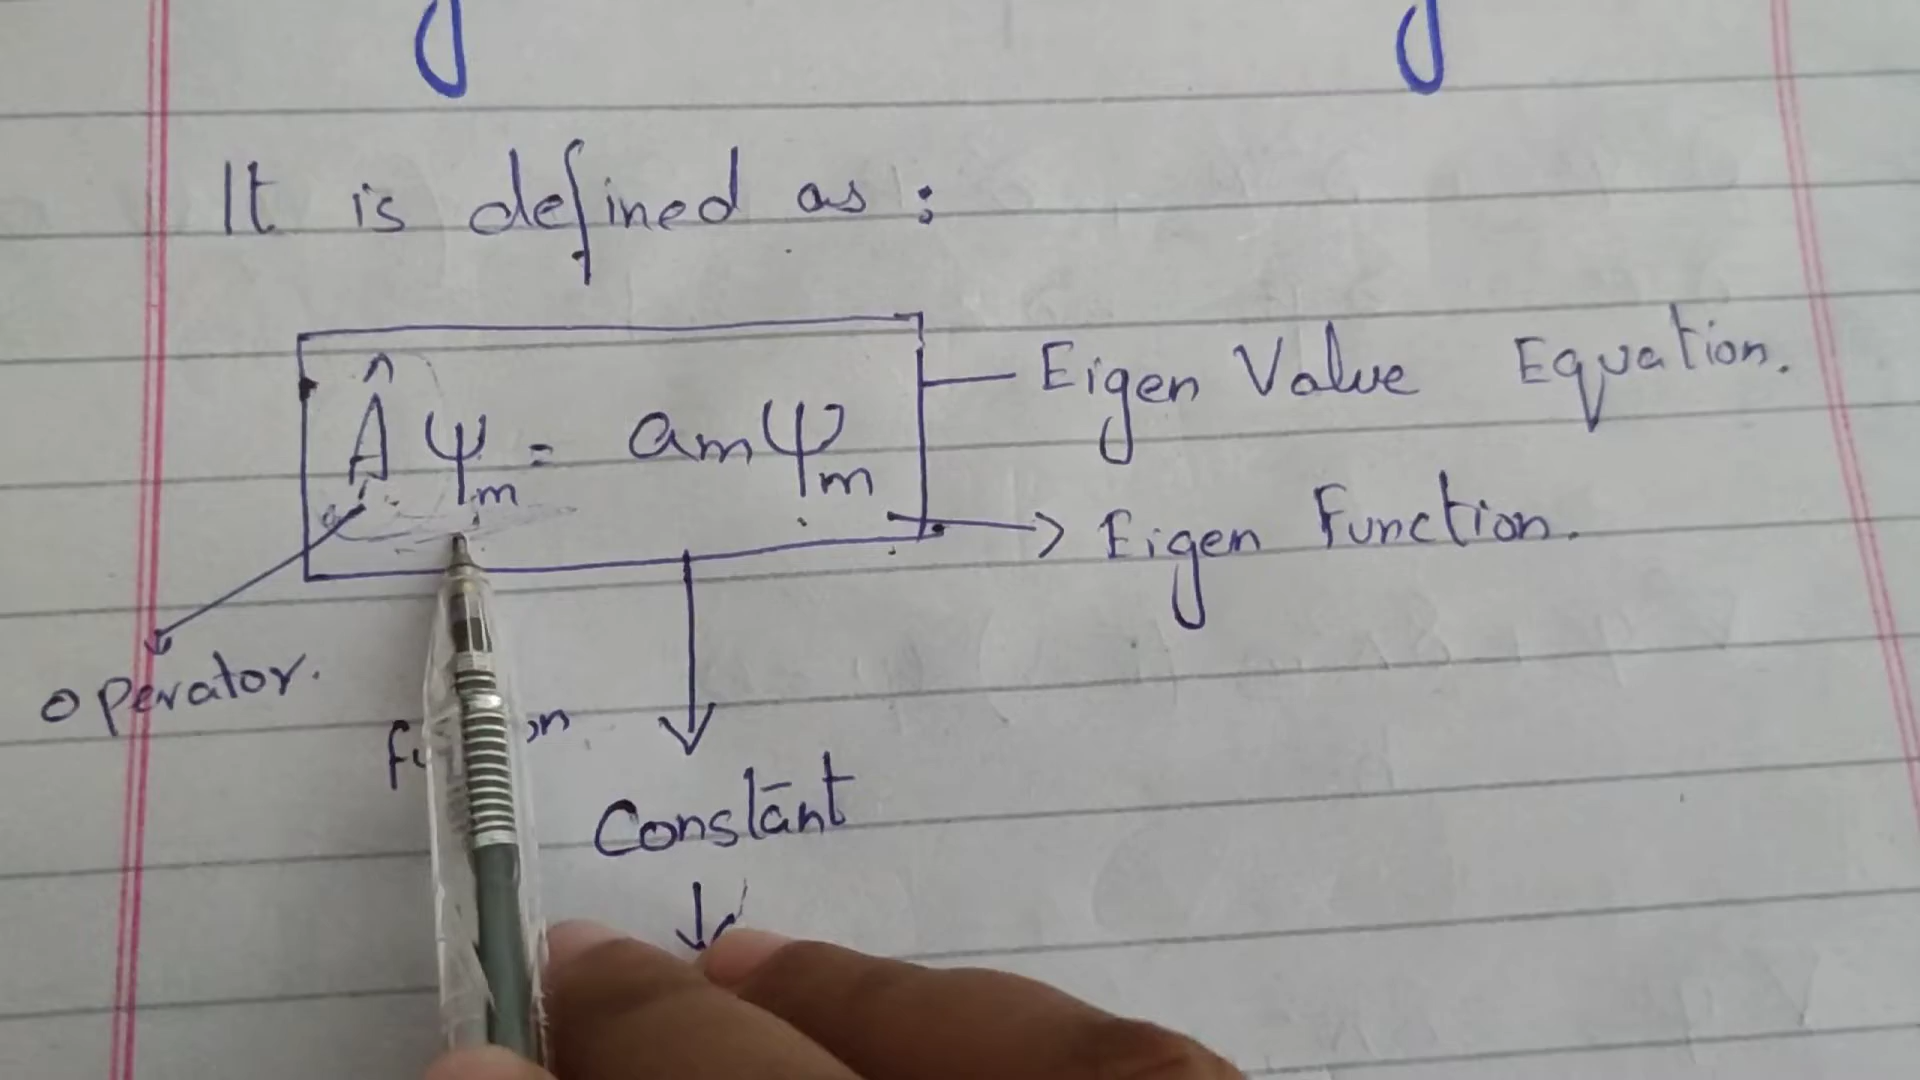 It is defined as :
Â Ψm = am Ψm
Eigen Value Equation.
Eigen Function.
Operator.
Constant